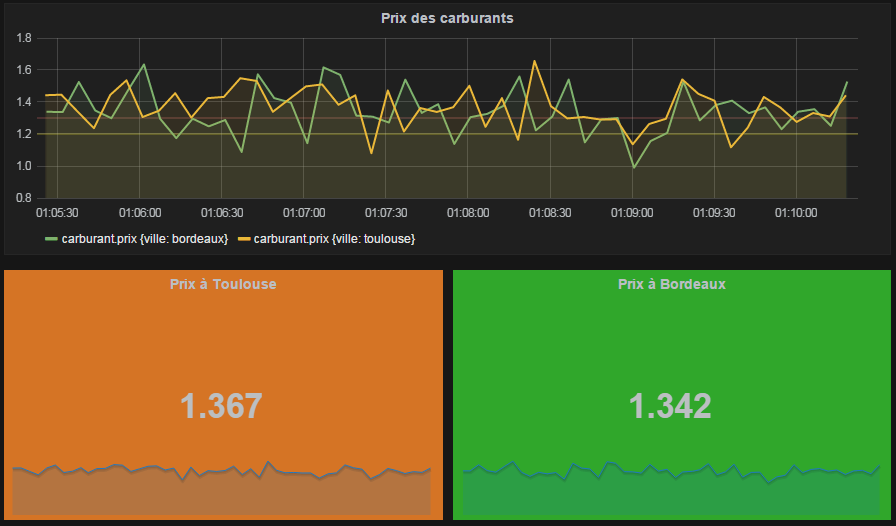 Prix des carburants
1.8
1.6
1.4
1.2
1.0
0.8
01:05:30 01:06:00 01:06:30 01:07:00 01:07:30 01:08:00 01:08:30 01:09:00 01:09:30 01:10:00
carburant.prix {ville: bordeaux} carburant.prix {ville: toulouse}
Prix à Toulouse
1.367
Prix à Bordeaux
1.342